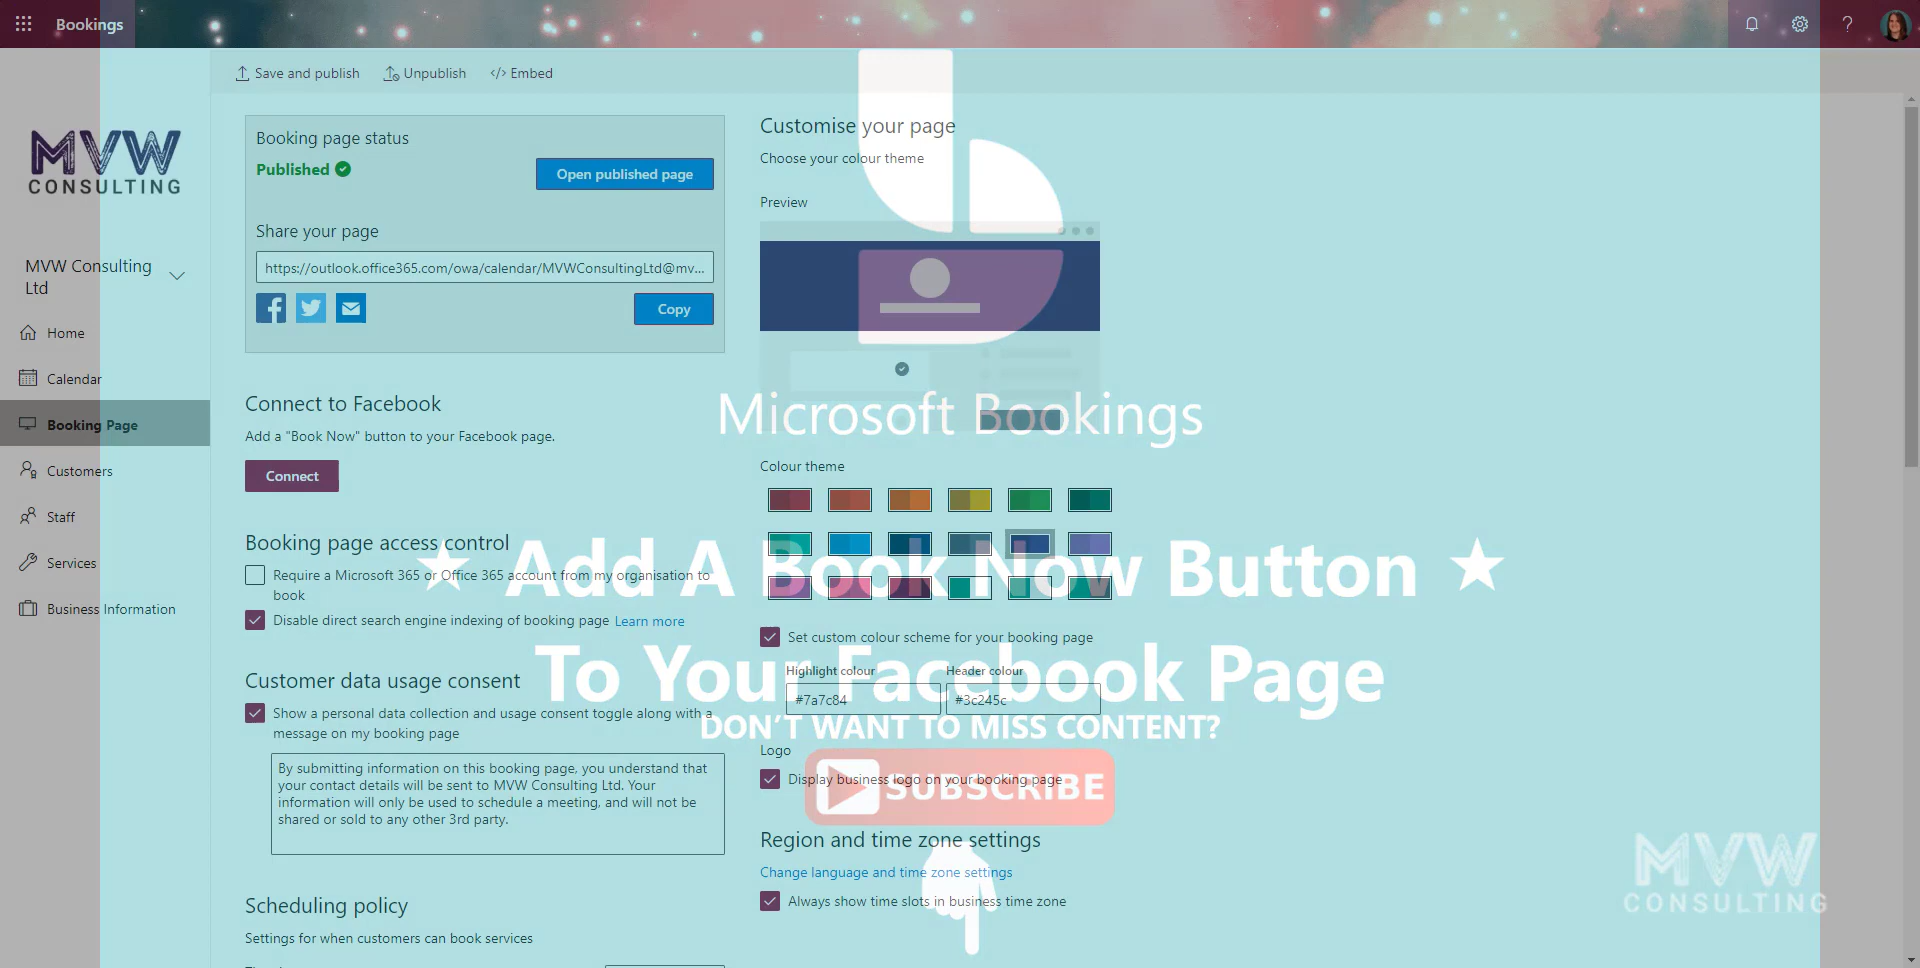 Bookings
?
Save and publish
Unpublish
</> Embed
MVW
CONSULTING
MVW Consulting
Ltd
Home
Calendar
Booking Page
Customers
Staff
Services
Business Information
Booking page status
Published
Open published page
Share your page
https://outlook.office365.com/owa/calendar/MVWConsultingLtd@mv...
Copy
Connect to Facebook
Add a "Book Now" button to your Facebook page.
Connect
Booking page access control
Require a Microsoft 365 or Office 365 account from my organisation to
book
Disable direct search engine indexing of booking page Learn more
Customer data usage consent
Show a personal data collection and usage consent toggle along with a
message on my booking page
By submitting information on this booking page, you understand that
your contact details will be sent to MVW Consulting Ltd. Your
information will only be used to schedule a meeting, and will not be
shared or sold to any other 3rd party.
Scheduling policy
Settings for when customers can book services
Customise your page
Choose your colour theme
Preview
Microsoft Bookings
Colour theme
★ Add A Book Now Button ★
To Your Facebook Page
Set custom colour scheme for your booking page
Highlight colour
Header colour
#7a7c84
#3c245c
DON'T WANT TO MISS CONTENT?
Logo
Display business logo on your booking page
SUBSCRIBE
Region and time zone settings
Change language and time zone settings
Always show time slots in business time zone
MVW
CONSULTING